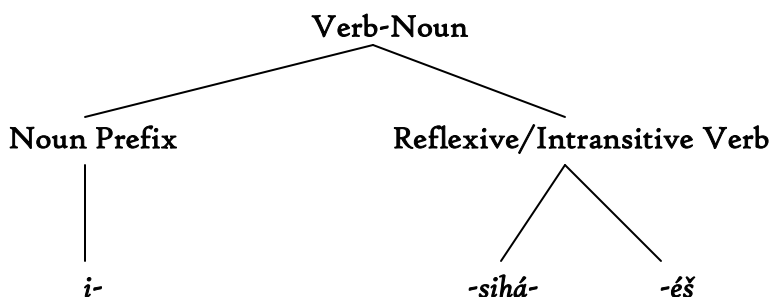 Verb-Noun
Noun Prefix Reflexive/Intransitive Verb
i- -sihá- -éš